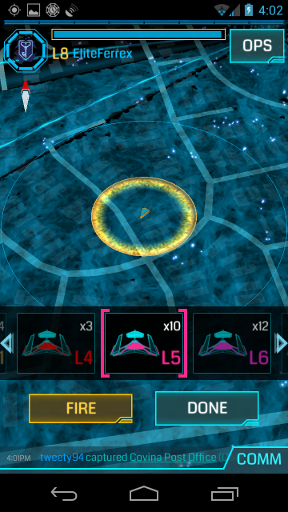 4:02
L8 EliteFerrex
OPS
x3
L4
x10
L5
x12
L6
FIRE
DONE
4:01PM tweety94 captured Covina Post Office
COMM